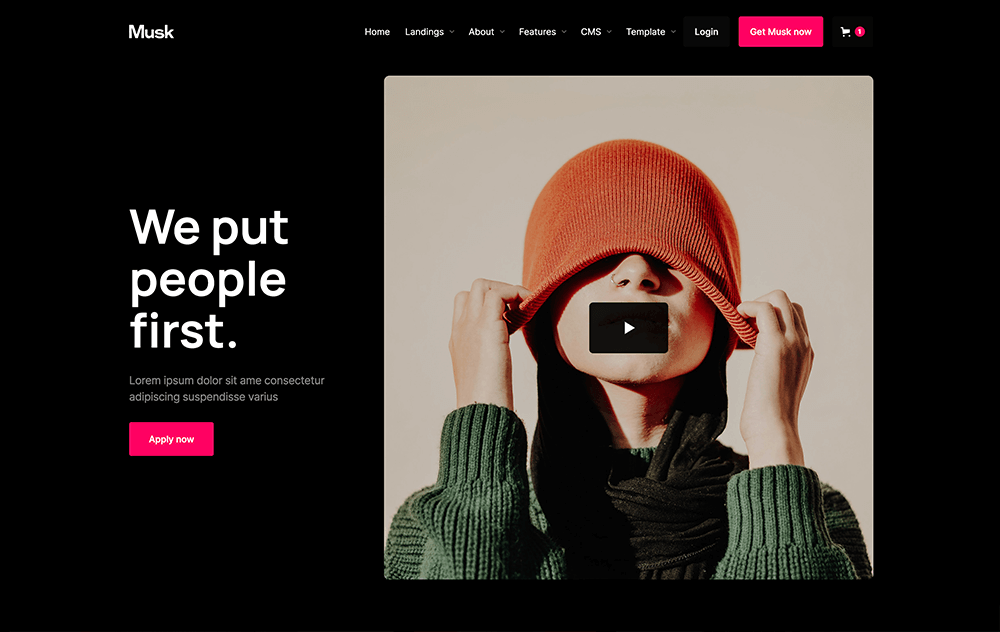 Musk
Home Landings About Features CMS Template Login Get Musk now 1
We put
people
first.
Lorem ipsum dolor sit ame consectetur
adipiscing suspendisse varius
Apply now